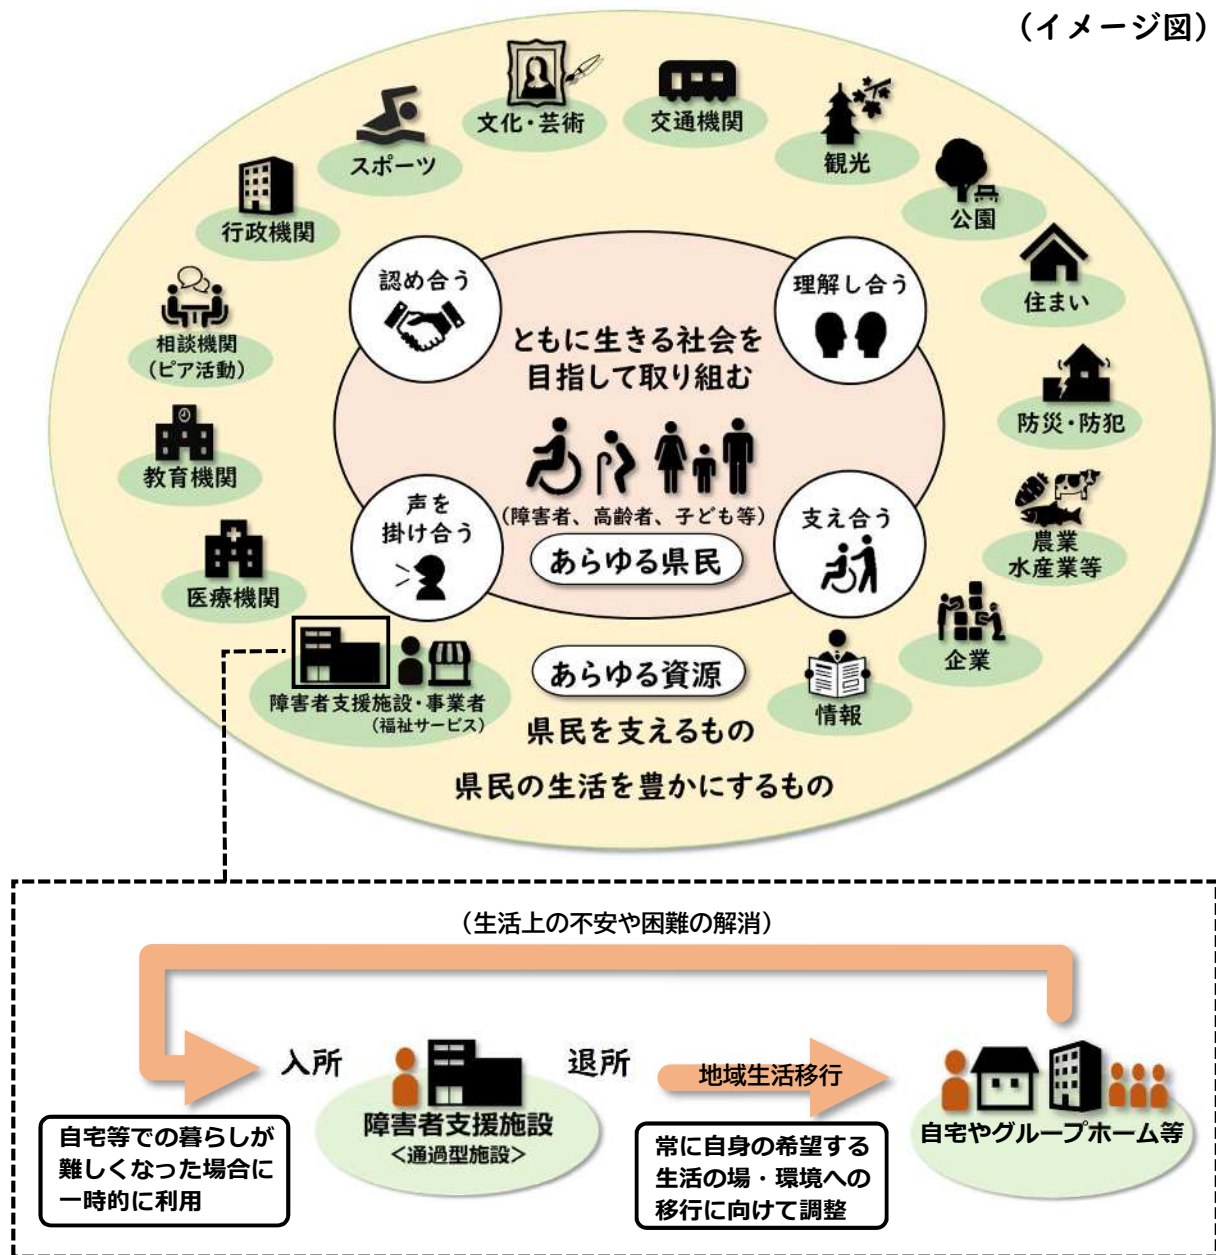 (イメージ図)
文化・芸術
交通機関
スポーツ
観光
行政機関
公園
認め合う
理解し合う
住まい
相談機関
(ピア活動)
ともに生きる社会を
目指して取り組む
防災・防犯
教育機関
声を
掛け合う
(障害者、高齢者、子ども等)
あらゆる県民
支え合う
農業
水産業等
医療機関
企業
障害者支援施設・事業者
(福祉サービス)
あらゆる資源
情報
県民を支えるもの
県民の生活を豊かにするもの
(生活上の不安や困難の解消)
入所
退所
地域生活移行
障害者支援施設
<通過型施設>
自宅やグループホーム等
自宅等での暮らしが
難しくなった場合に
一時的に利用
常に自身の希望する
生活の場・環境への
移行に向けて調整